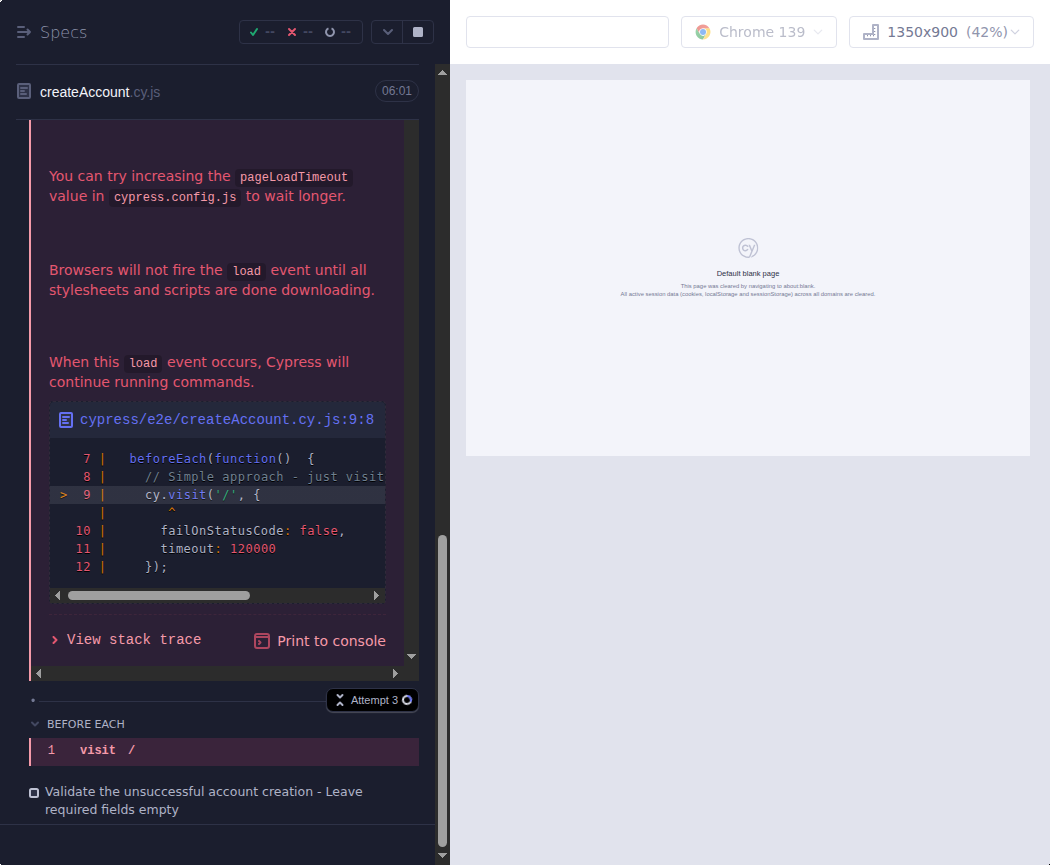 Specs
--
--
--
createAccount.cy.js
06:01
You can try increasing the pageLoadTimeout
value in cypress.config.js to wait longer.
Browsers will not fire the load event until all
stylesheets and scripts are done downloading.
When this load event occurs, Cypress will
continue running commands.
cypress/e2e/createAccount.cy.js:9:8
7 | beforeEach(function() {
8 | // Simple approach - just visit
> 9 | cy.visit('/', {
| ^
10 | failOnStatusCode: false,
11 | timeout: 120000
12 | });
View stack trace
Print to console
Attempt 3
BEFORE EACH
1 visit /
Validate the unsuccessful account creation - Leave
required fields empty
Chrome 139
1350x900 (42%)
cy
Default blank page
This page was cleared by navigating to about:blank.
All active session data (cookies, localStorage and sessionStorage) across all domains are cleared.